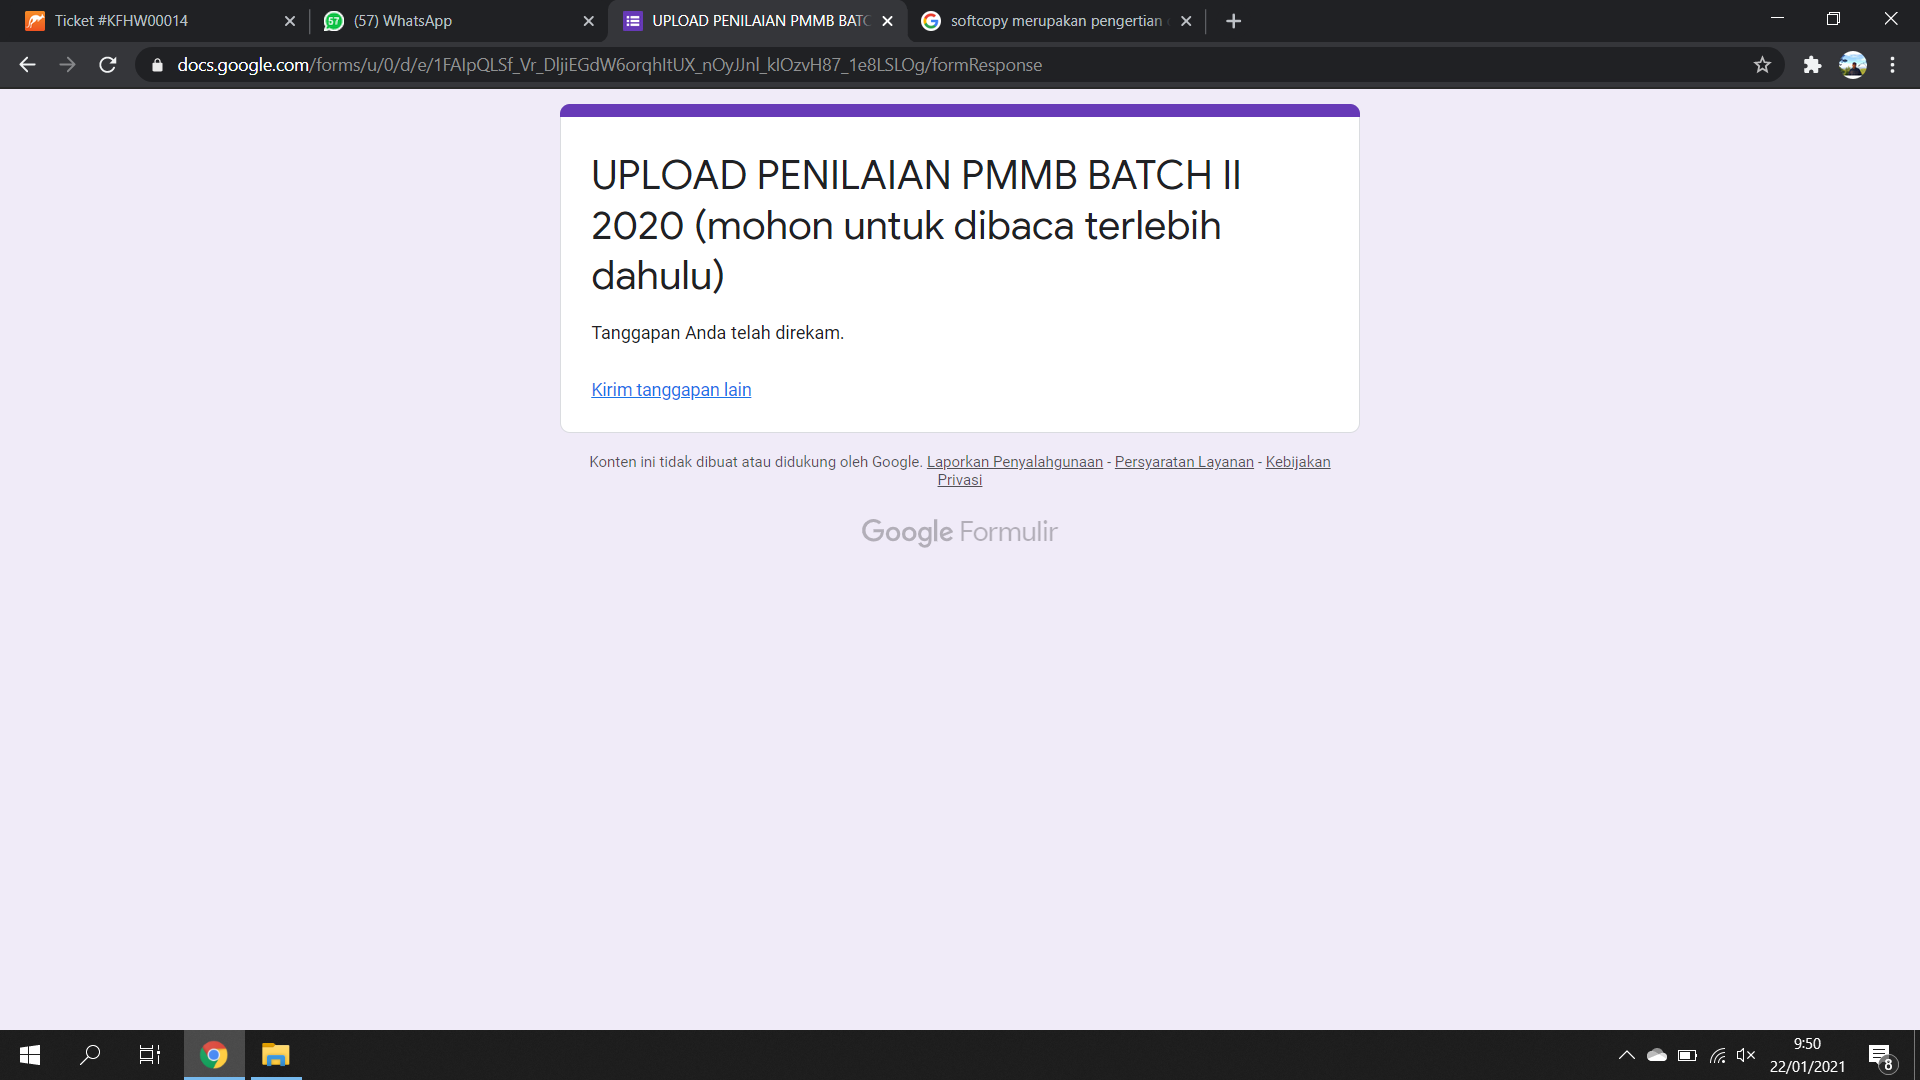 Ticket #KFHW00014
57
(57) WhatsApp
UPLOAD PENILAIAN PMMB BATC
softcopy merupakan pengertian
docs.google.com/forms/u/0/d/e/1FAIpQLSf_Vr_DljiEGdW6orqhItUX_nOyJJnl_kIOzvH87_1e8LSLOg/formResponse
UPLOAD PENILAIAN PMMB BATCH II
2020 (mohon untuk dibaca terlebih
dahulu)
Tanggapan Anda telah direkam.
Kirim tanggapan lain
Konten ini tidak dibuat atau didukung oleh Google. Laporkan Penyalahgunaan - Persyaratan Layanan - Kebijakan
Privasi
Google Formulir
9:50
22/01/2021
8